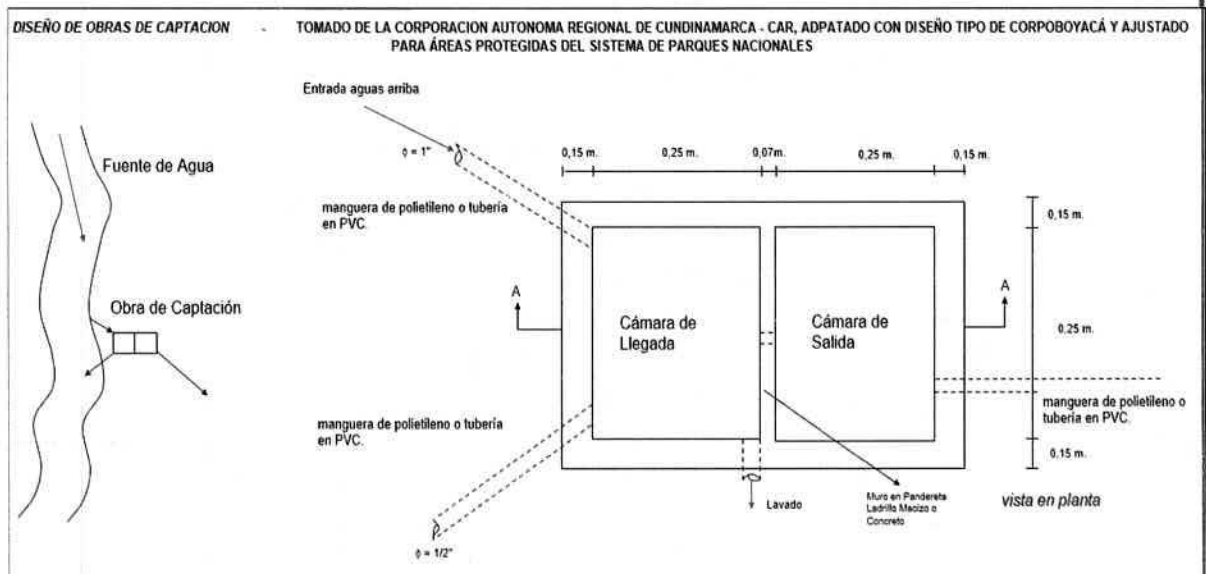 DISEÑO DE OBRAS DE CAPTACION - TOMADO DE LA CORPORACION AUTONOMA REGIONAL DE CUNDINAMARCA - CAR, ADPATADO CON DISEÑO TIPO DE CORPOBOYACÁ Y AJUSTADO
PARA ÁREAS PROTEGIDAS DEL SISTEMA DE PARQUES NACIONALES
Entrada aguas arriba
Fuente de Agua
ϕ = 1"
0,15 m.
0,25 m.
0,07m.
0,25 m.
0,15 m.
manguera de polietileno o tubería
en PVC.
0,15 m.
A
A
Obra de Captación
Cámara de
Llegada
Cámara de
Salida
0,25 m.
manguera de polietileno o tubería
en PVC.
manguera de polietileno o
tubería en PVC.
0,15 m.
Lavado
Muro en Pandereta
Ladrillo Macizo o
Concreto
vista en planta
ϕ = 1/2"